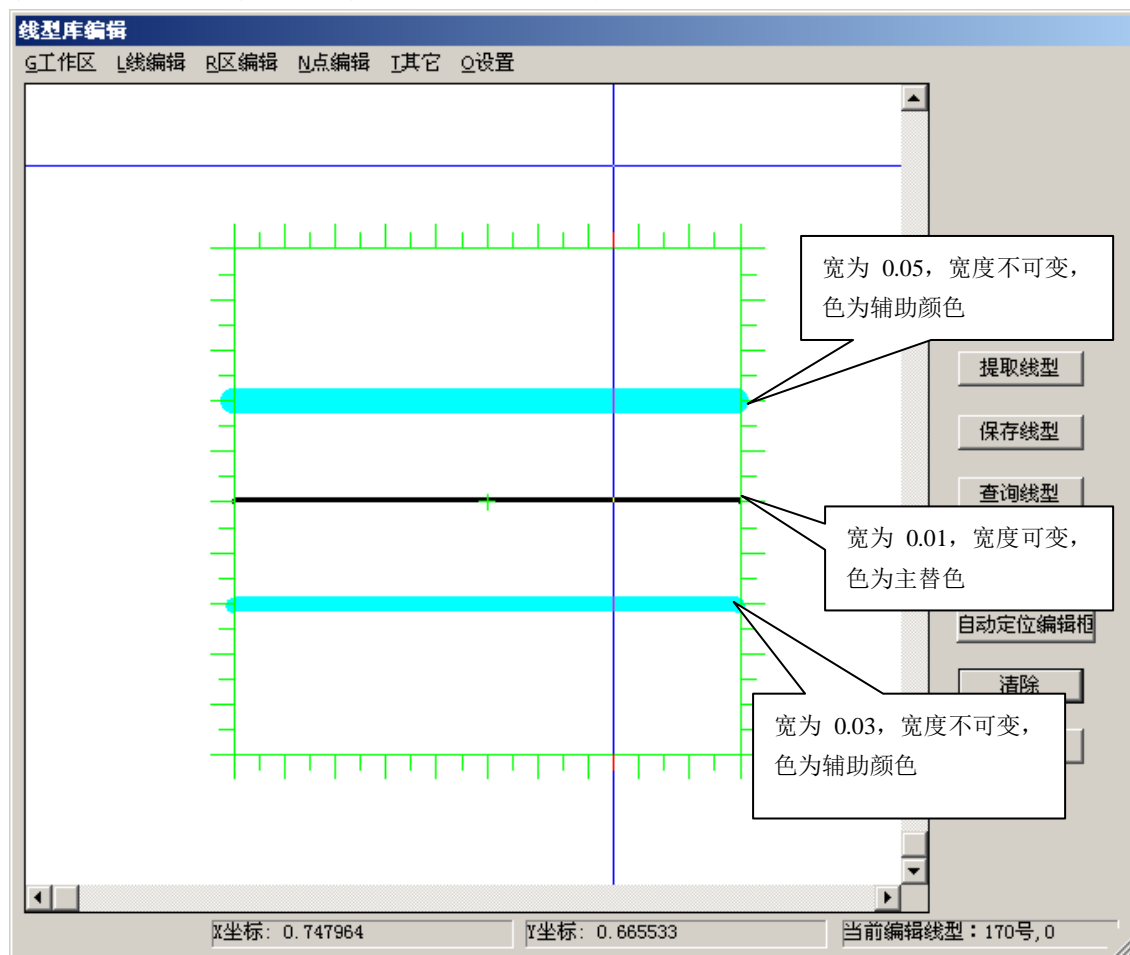 线型库编辑
G工作区 L线编辑 R区编辑 N点编辑 I其它 O设置
宽为 0.05，宽度不可变，
色为辅助颜色
提取线型
保存线型
查询线型
宽为 0.01，宽度可变，
色为主替色
自动定位编辑框
清除
宽为 0.03，宽度不可变，
色为辅助颜色
X坐标: 0.747964 Y坐标: 0.665533 当前编辑线型：170号,0